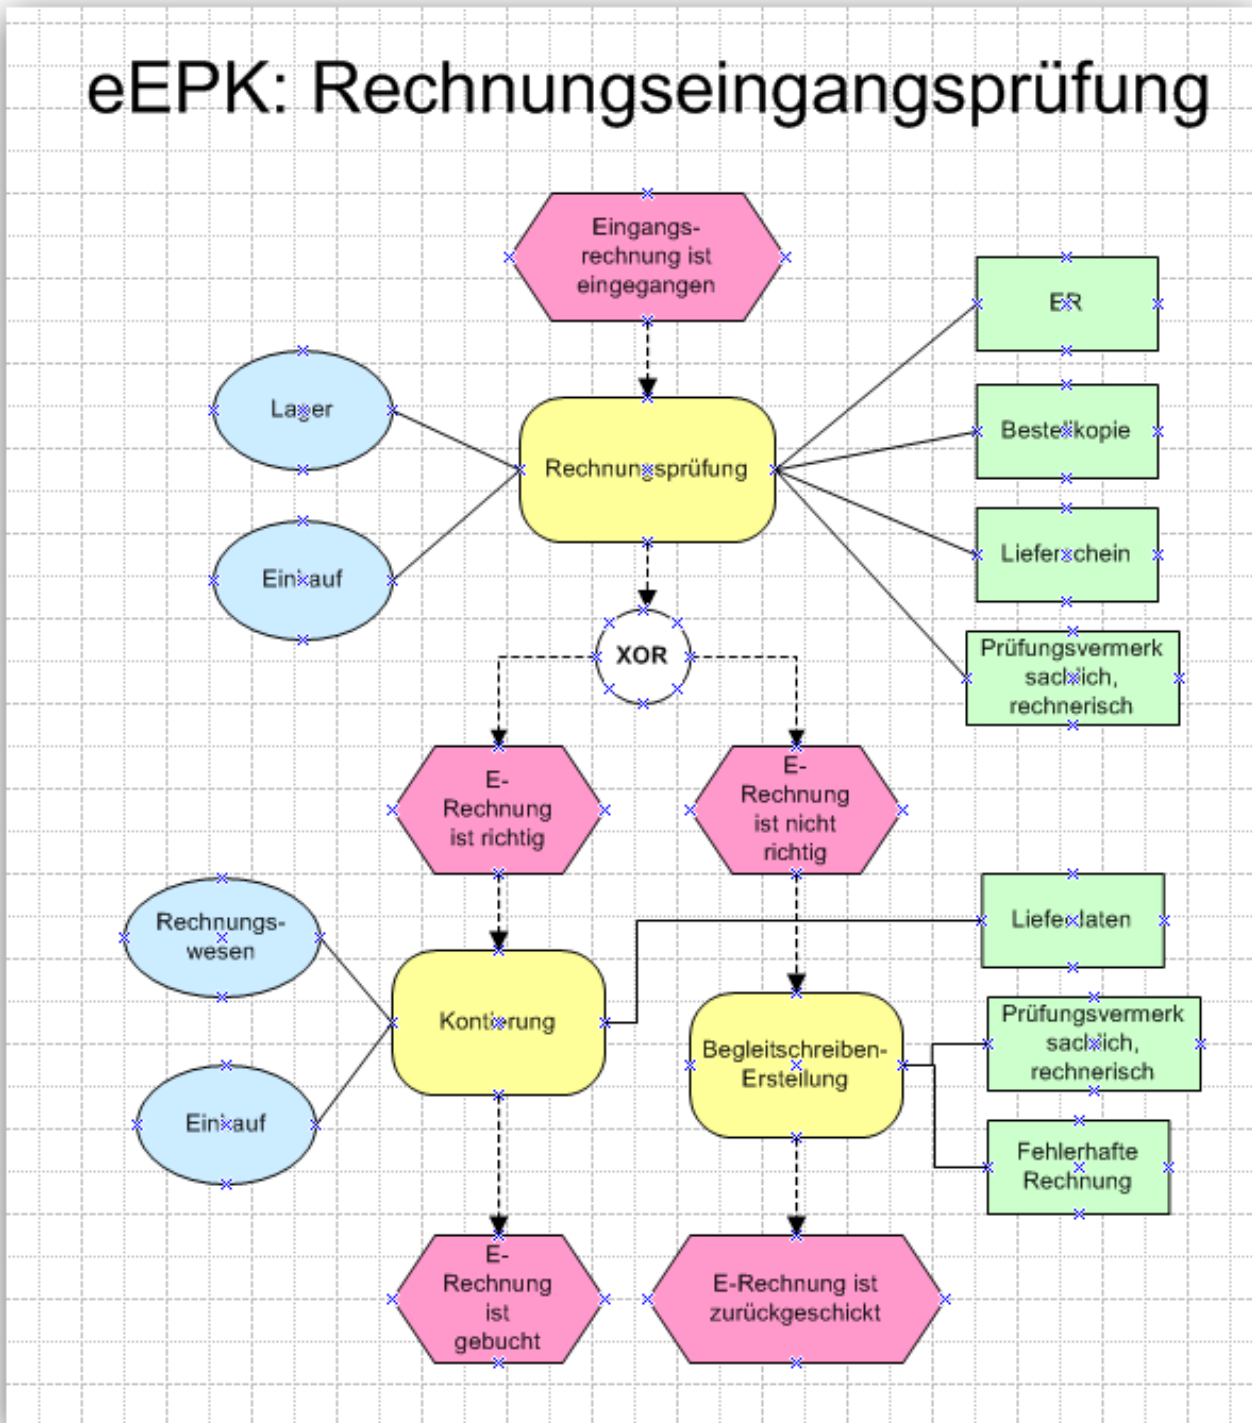 eEPK: Rechnungseingangsprüfung
Eingangs-
rechnung ist
eingegangen
ER
Lager
Bestellkopie
Rechnungsprüfung
Lieferschein
Einkauf
XOR
Prüfungsvermerk
sachlich,
rechnerisch
E-
Rechnung
ist richtig
E-
Rechnung
ist nicht
richtig
Rechnungs-
wesen
Lieferdaten
Kontierung
Begleitschreiben-
Erstellung
Prüfungsvermerk
sachlich,
rechnerisch
Einkauf
Fehlerhafte
Rechnung
E-
Rechnung
ist
gebucht
E-Rechnung ist
zurückgeschickt